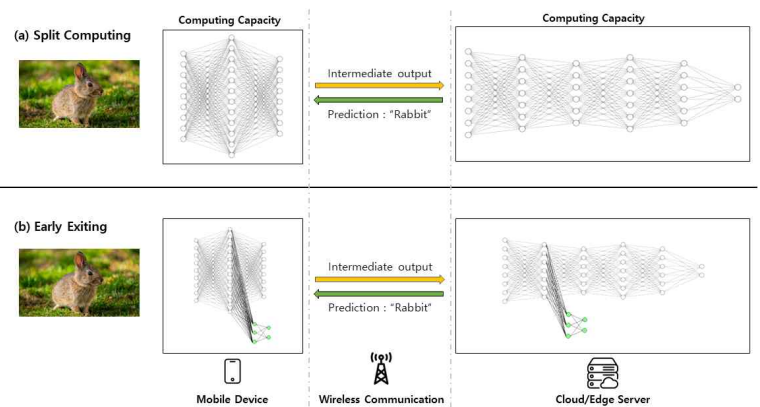 Computing Capacity
Computing Capacity
(a) Split Computing
Intermediate output
Prediction : "Rabbit"
(b) Early Exiting
Intermediate output
Prediction : "Rabbit"
Mobile Device
Wireless Communication
Cloud/Edge Server